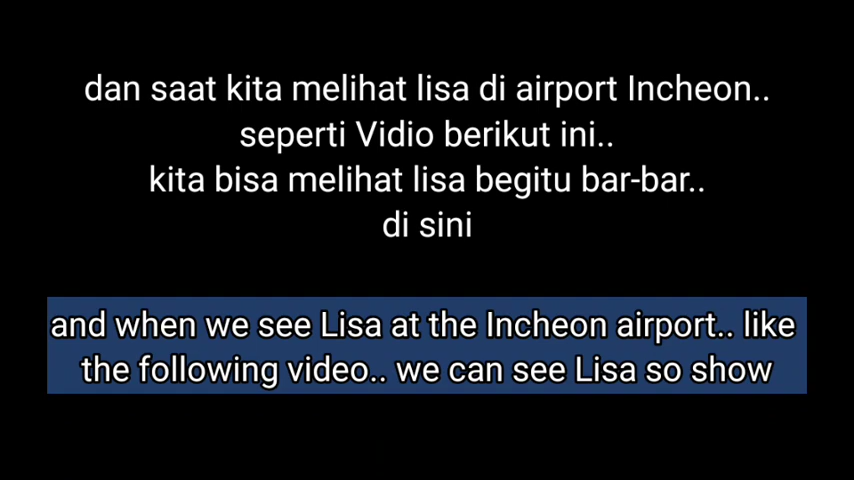 dan saat kita melihat lisa di airport Incheon..
seperti Vidio berikut ini..
kita bisa melihat lisa begitu bar-bar..
di sini
and when we see Lisa at the Incheon airport.. like
the following video.. we can see Lisa so show